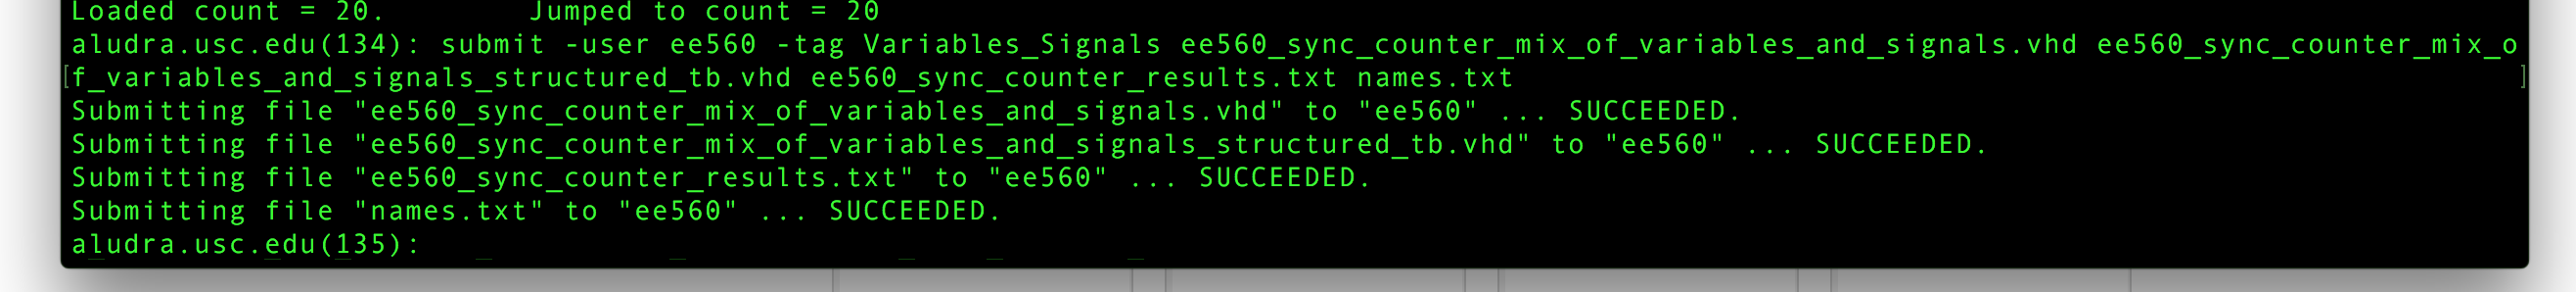 Loaded count = 20.        Jumped to count = 20
aludra.usc.edu(134): submit -user ee560 -tag Variables_Signals ee560_sync_counter_mix_of_variables_and_signals.vhd ee560_sync_counter_mix_o
[f_variables_and_signals_structured_tb.vhd ee560_sync_counter_results.txt names.txt ]
Submitting file "ee560_sync_counter_mix_of_variables_and_signals.vhd" to "ee560" ... SUCCEEDED.
Submitting file "ee560_sync_counter_mix_of_variables_and_signals_structured_tb.vhd" to "ee560" ... SUCCEEDED.
Submitting file "ee560_sync_counter_results.txt" to "ee560" ... SUCCEEDED.
Submitting file "names.txt" to "ee560" ... SUCCEEDED.
aludra.usc.edu(135):